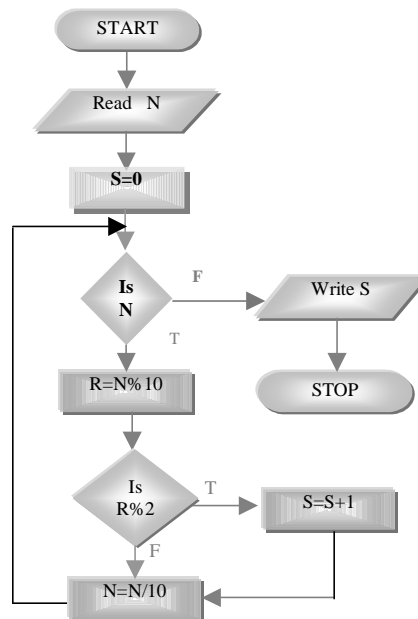 START
Read N
S=0
Is
N
F
Write S
T
STOP
R=N%10
Is
R%2
T
S=S+1
F
N=N/10